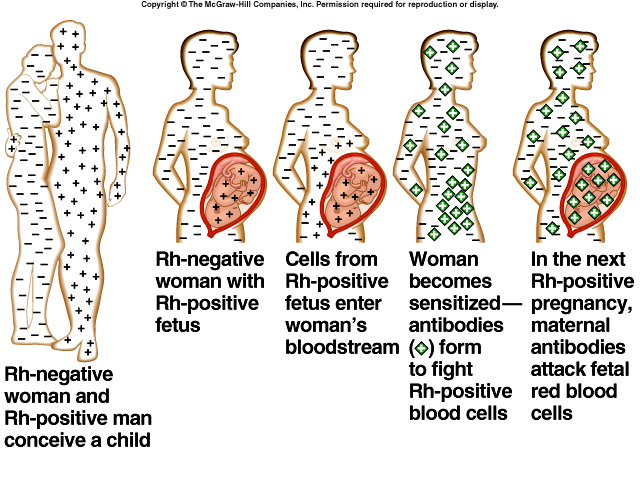 Copyright © The McGraw-Hill Companies, Inc. Permission required for reproduction or display.
Rh-negative
woman and
Rh-positive man
conceive a child
Rh-negative
woman with
Rh-positive
fetus
Cells from
Rh-positive
fetus enter
woman's
bloodstream
Woman
becomes
sensitized—
antibodies
( ) form
to fight
Rh-positive
blood cells
In the next
Rh-positive
pregnancy,
maternal
antibodies
attack fetal
red blood
cells